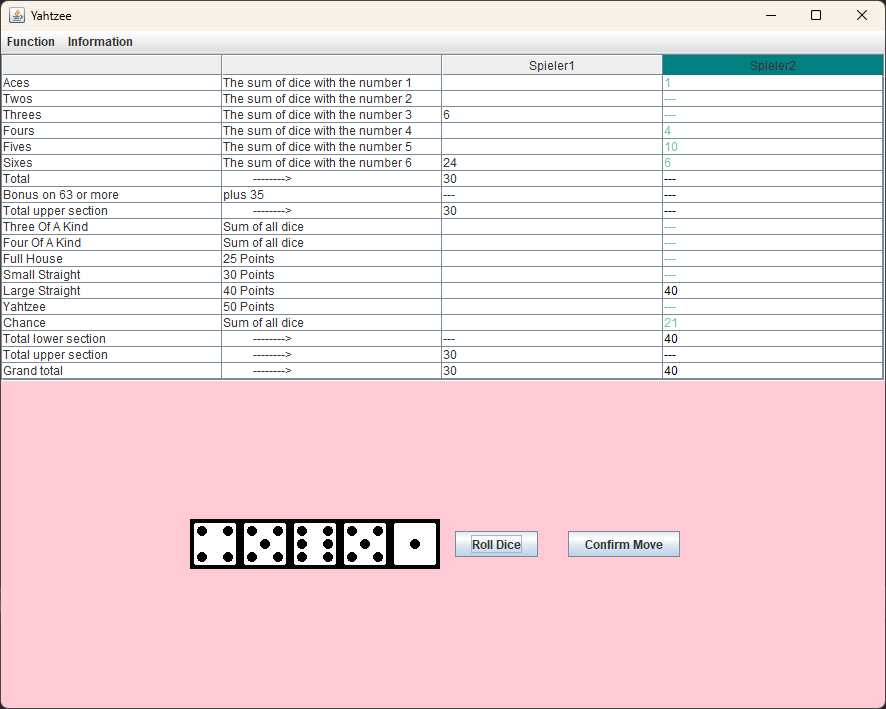 Yahtzee
Function Information
Spieler1 Spieler2
Aces The sum of dice with the number 1 1
Twos The sum of dice with the number 2 ---
Threes The sum of dice with the number 3 6 ---
Fours The sum of dice with the number 4 4
Fives The sum of dice with the number 5 10
Sixes The sum of dice with the number 6 24 6
Total --------> 30 ---
Bonus on 63 or more plus 35 --- ---
Total upper section --------> 30 ---
Three Of A Kind Sum of all dice ---
Four Of A Kind Sum of all dice ---
Full House 25 Points ---
Small Straight 30 Points ---
Large Straight 40 Points 40
Yahtzee 50 Points ---
Chance Sum of all dice 21
Total lower section --------> --- 40
Total upper section --------> 30 ---
Grand total --------> 30 40
Roll Dice Confirm Move